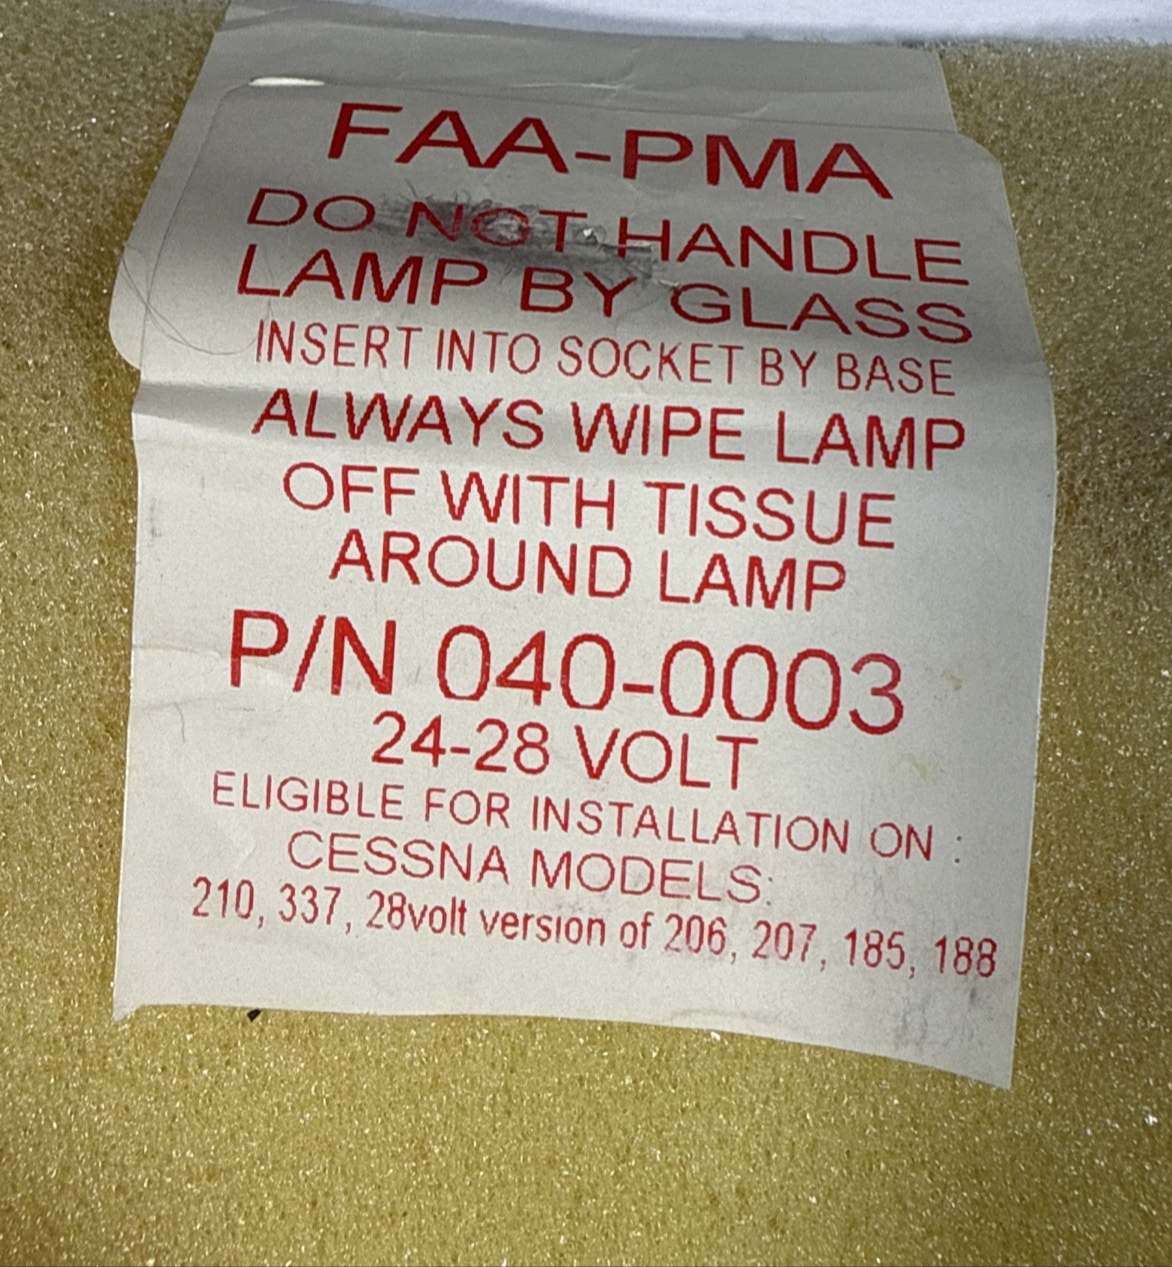 FAA-PMA
DO NOT HANDLE
LAMP BY GLASS
INSERT INTO SOCKET BY BASE
ALWAYS WIPE LAMP
OFF WITH TISSUE
AROUND LAMP
P/N 040-0003
24-28 VOLT
ELIGIBLE FOR INSTALLATION ON :
CESSNA MODELS:
210, 337, 28volt version of 206, 207, 185, 188